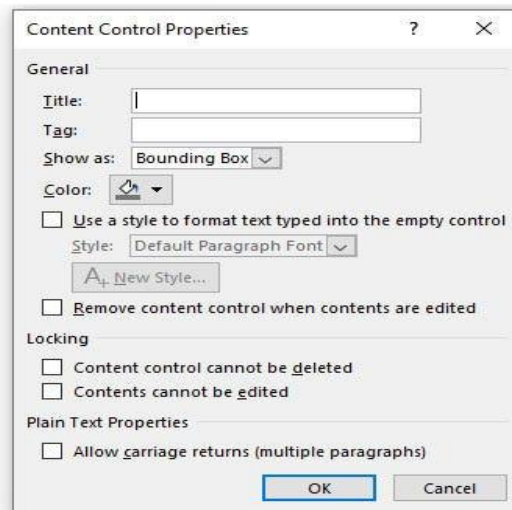 Content Control Properties ? ×
General
Title:
Tag:
Show as: Bounding Box
Color:
Use a style to format text typed into the empty control
Style: Default Paragraph Font
A+ New Style...
Remove content control when contents are edited
Locking
Content control cannot be deleted
Contents cannot be edited
Plain Text Properties
Allow carriage returns (multiple paragraphs)
OK Cancel